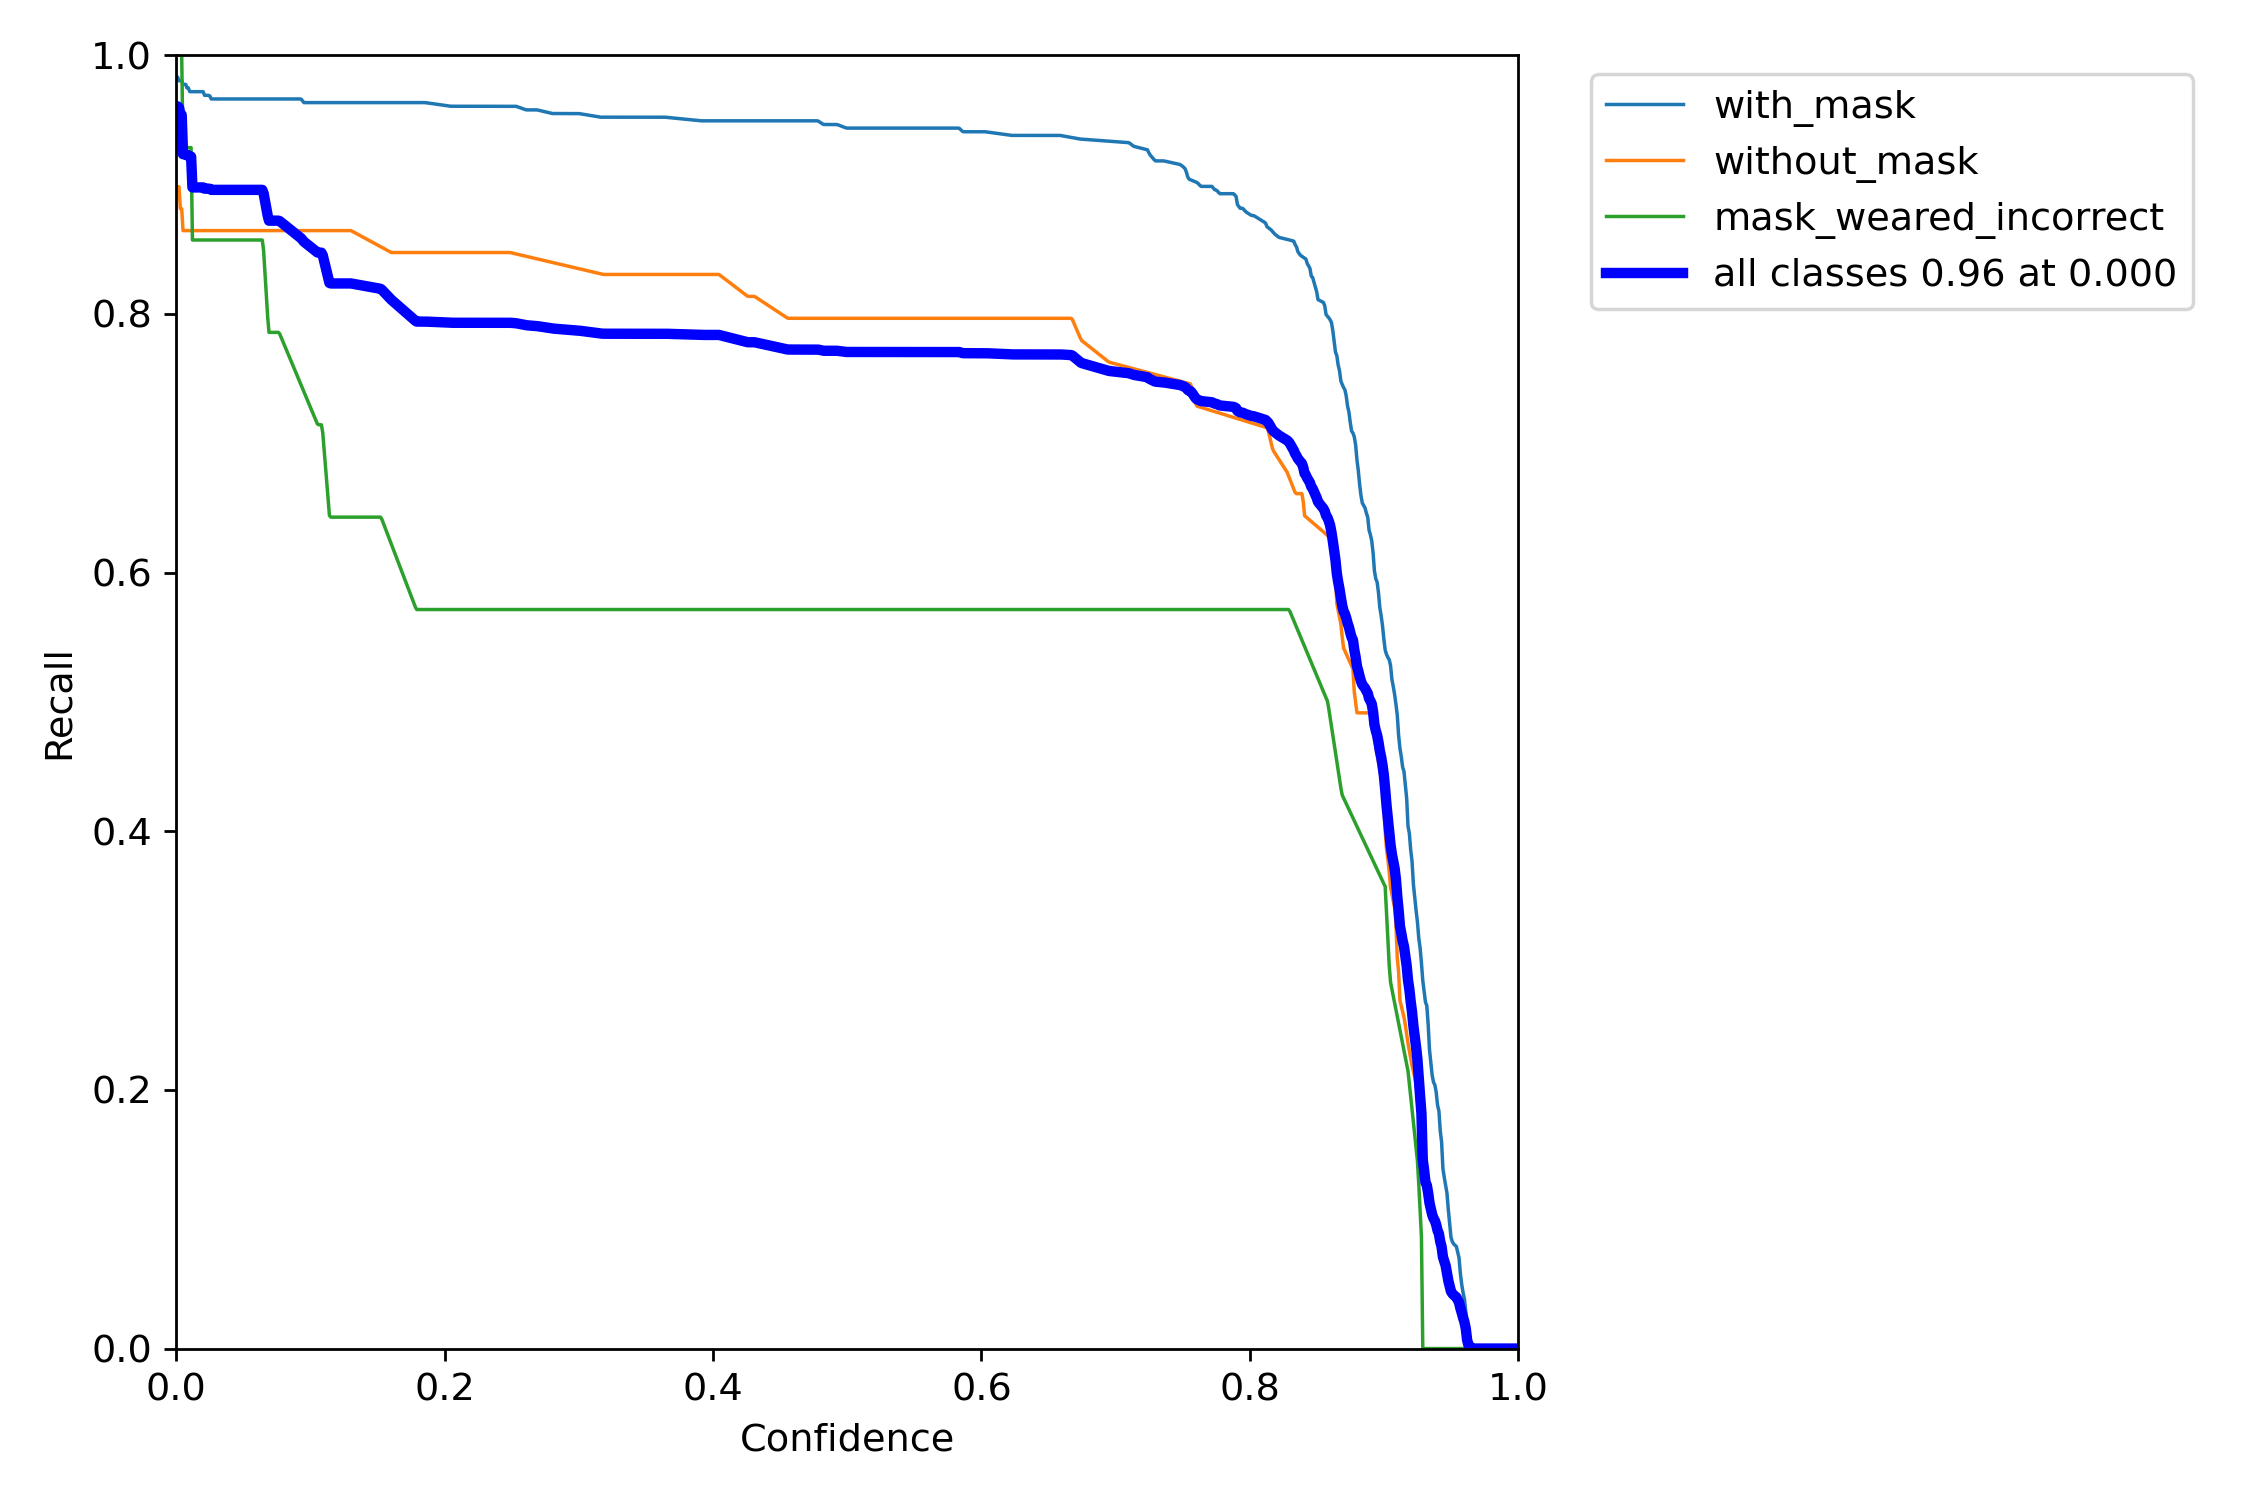 with_mask
without_mask
mask_weared_incorrect
all classes 0.96 at 0.000
1.0
0.8
0.6
0.4
0.2
0.0
Recall
0.0 0.2 0.4 0.6 0.8 1.0
Confidence